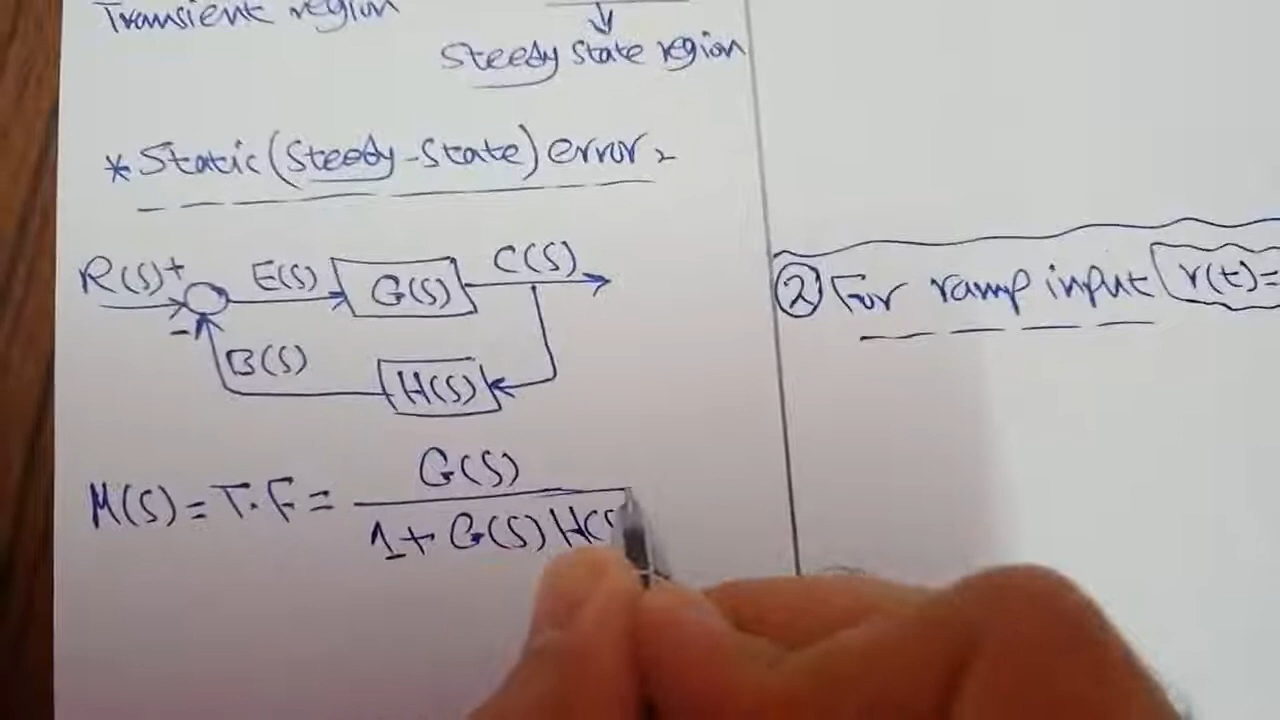 Transient region
Steedy state region
* Static (Steedy-State) error
R(S) + E(S) G(S) C(S)
- B(S) H(S)
M(S) = T.F = G(S)
1 + G(S) H(S
② For ramp input r(t) =